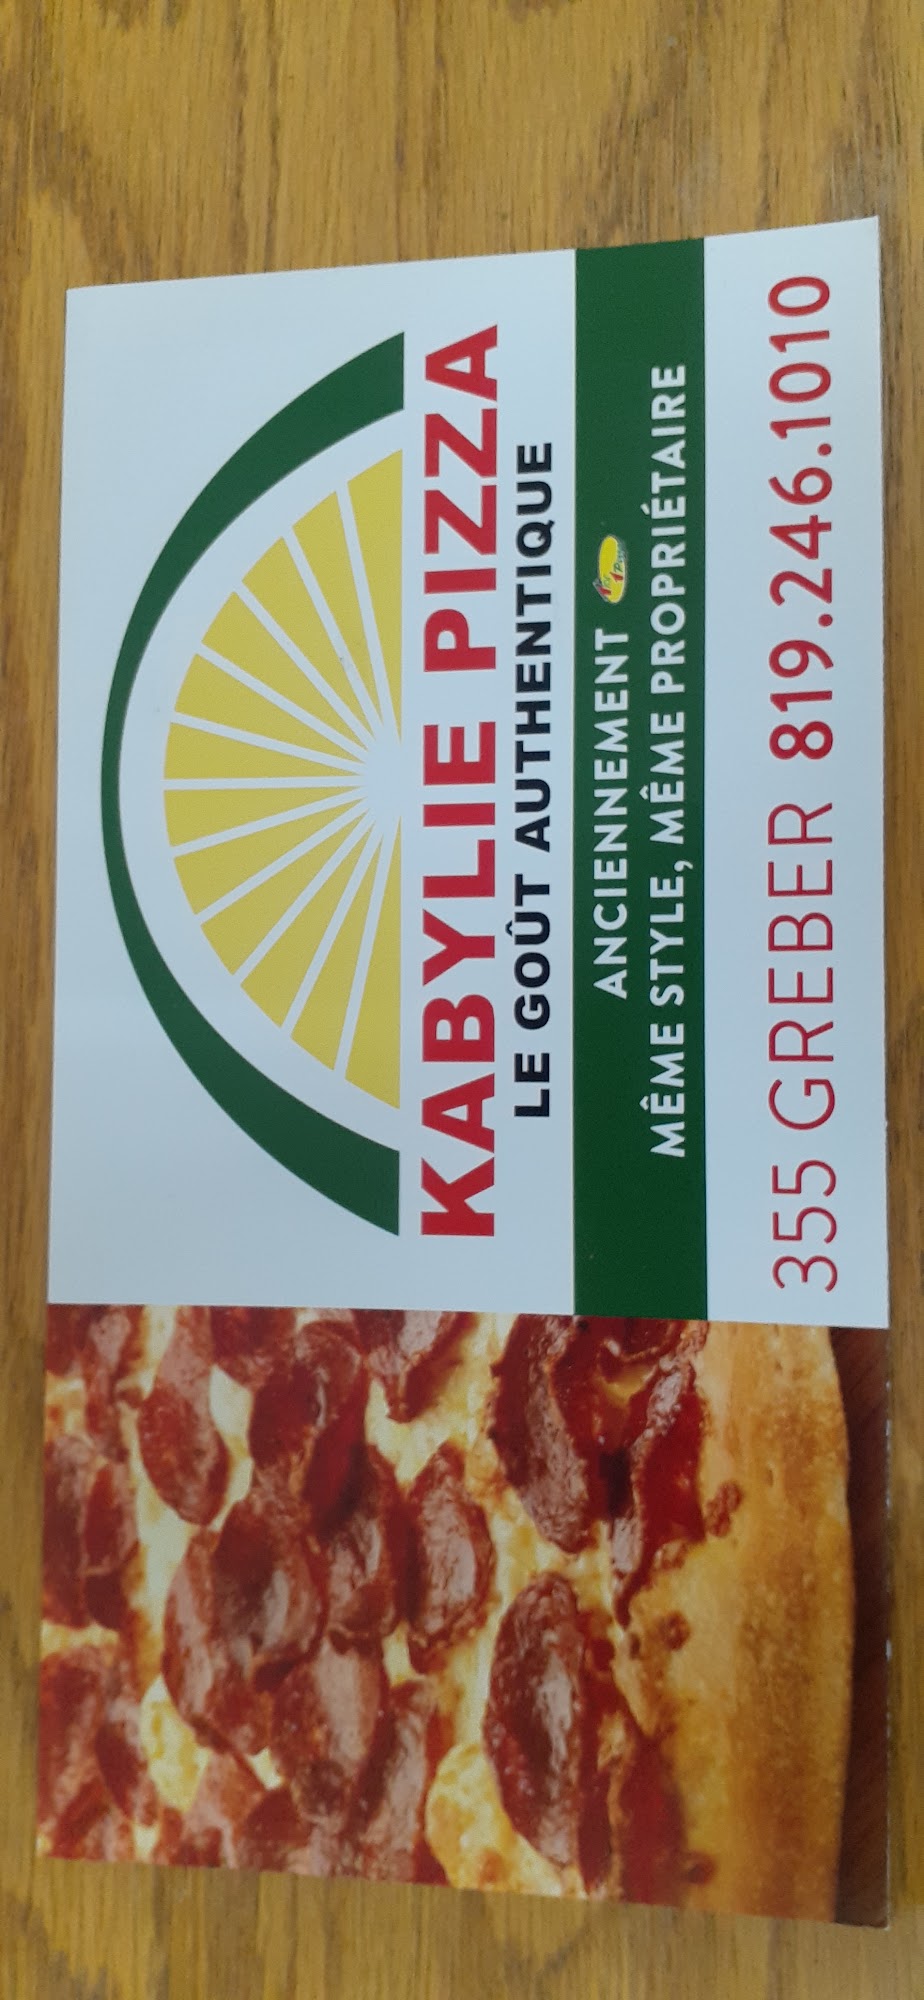 KABYLIE PIZZA
LE GOÛT AUTHENTIQUE
ANCIENNEMENT
MÊME STYLE, MÊME PROPRIÉTAIRE
355 GREBER 819.246.1010